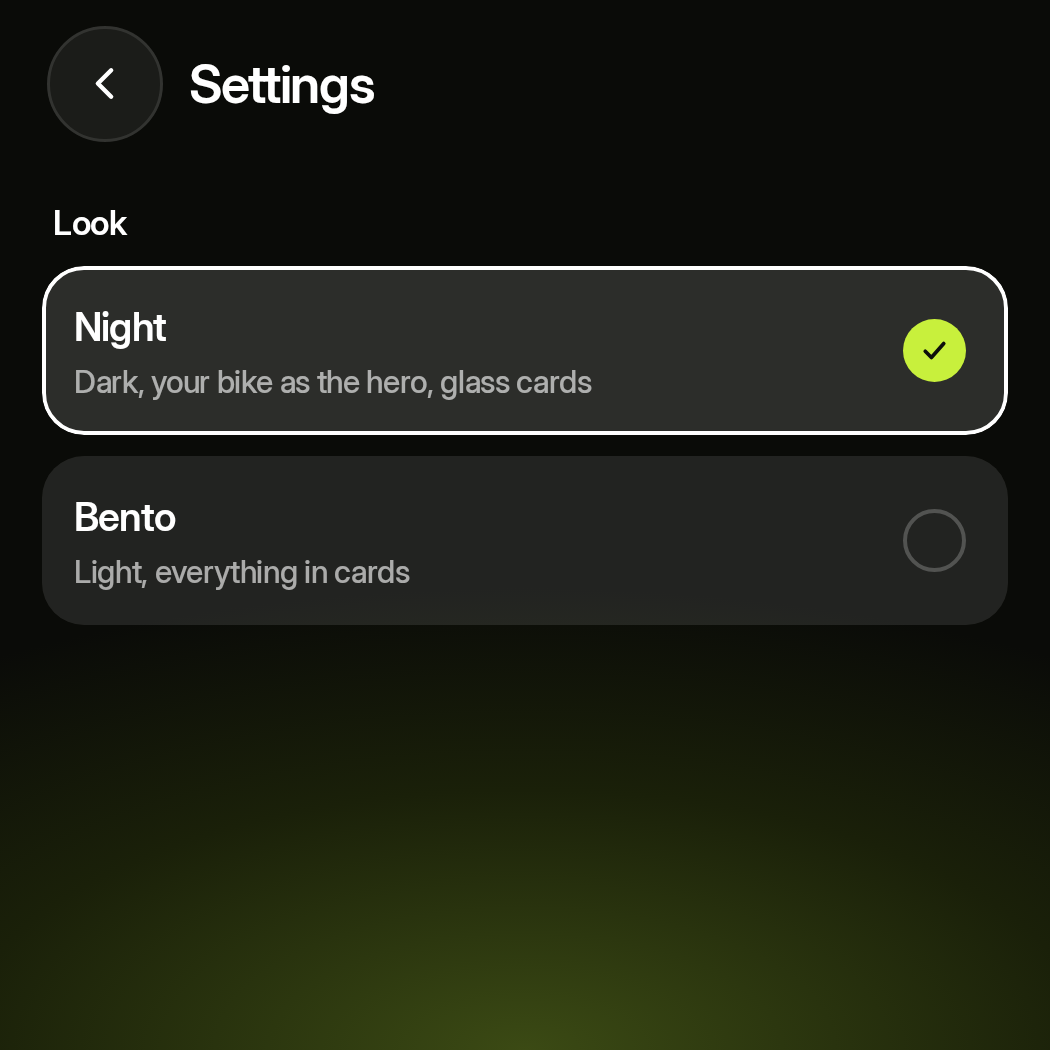 Settings
Look
Night
Dark, your bike as the hero, glass cards
Bento
Light, everything in cards